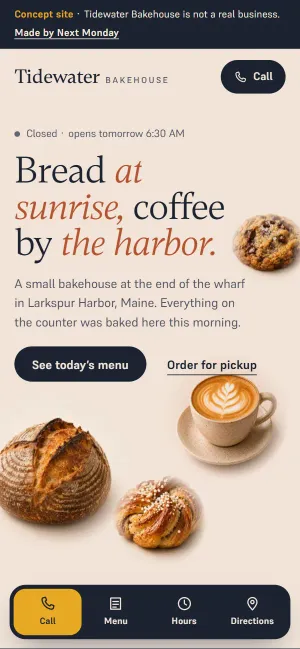 Concept site · Tidewater Bakehouse is not a real business.
Made by Next Monday
Tidewater BAKEHOUSE
Call
Closed · opens tomorrow 6:30 AM
Bread at
sunrise, coffee
by the harbor.
A small bakehouse at the end of the wharf
in Larkspur Harbor, Maine. Everything on
the counter was baked here this morning.
See today's menu
Order for pickup
Call
Menu
Hours
Directions